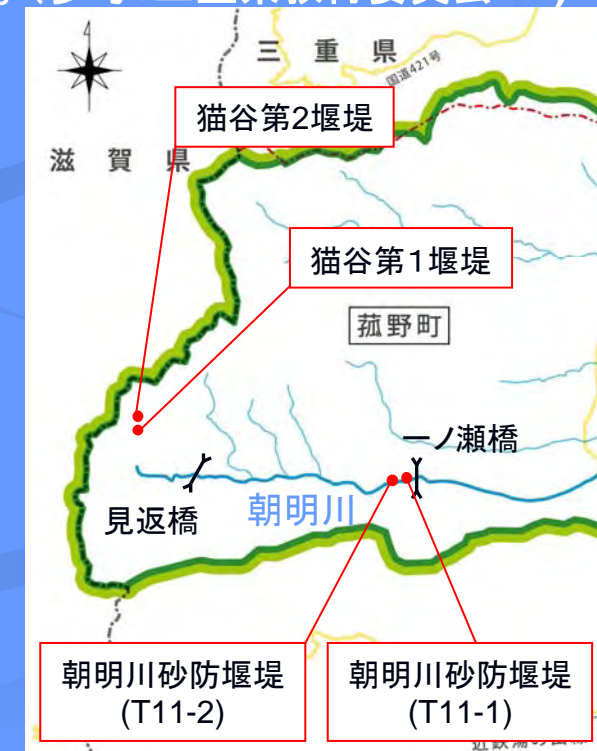 三重県
国道421号
猫谷第2堰堤
滋賀県
猫谷第1堰堤
菰野町
一ノ瀬橋
見返橋
朝明川
朝明川砂防堰堤
(T11-2)
朝明川砂防堰堤
(T11-1)